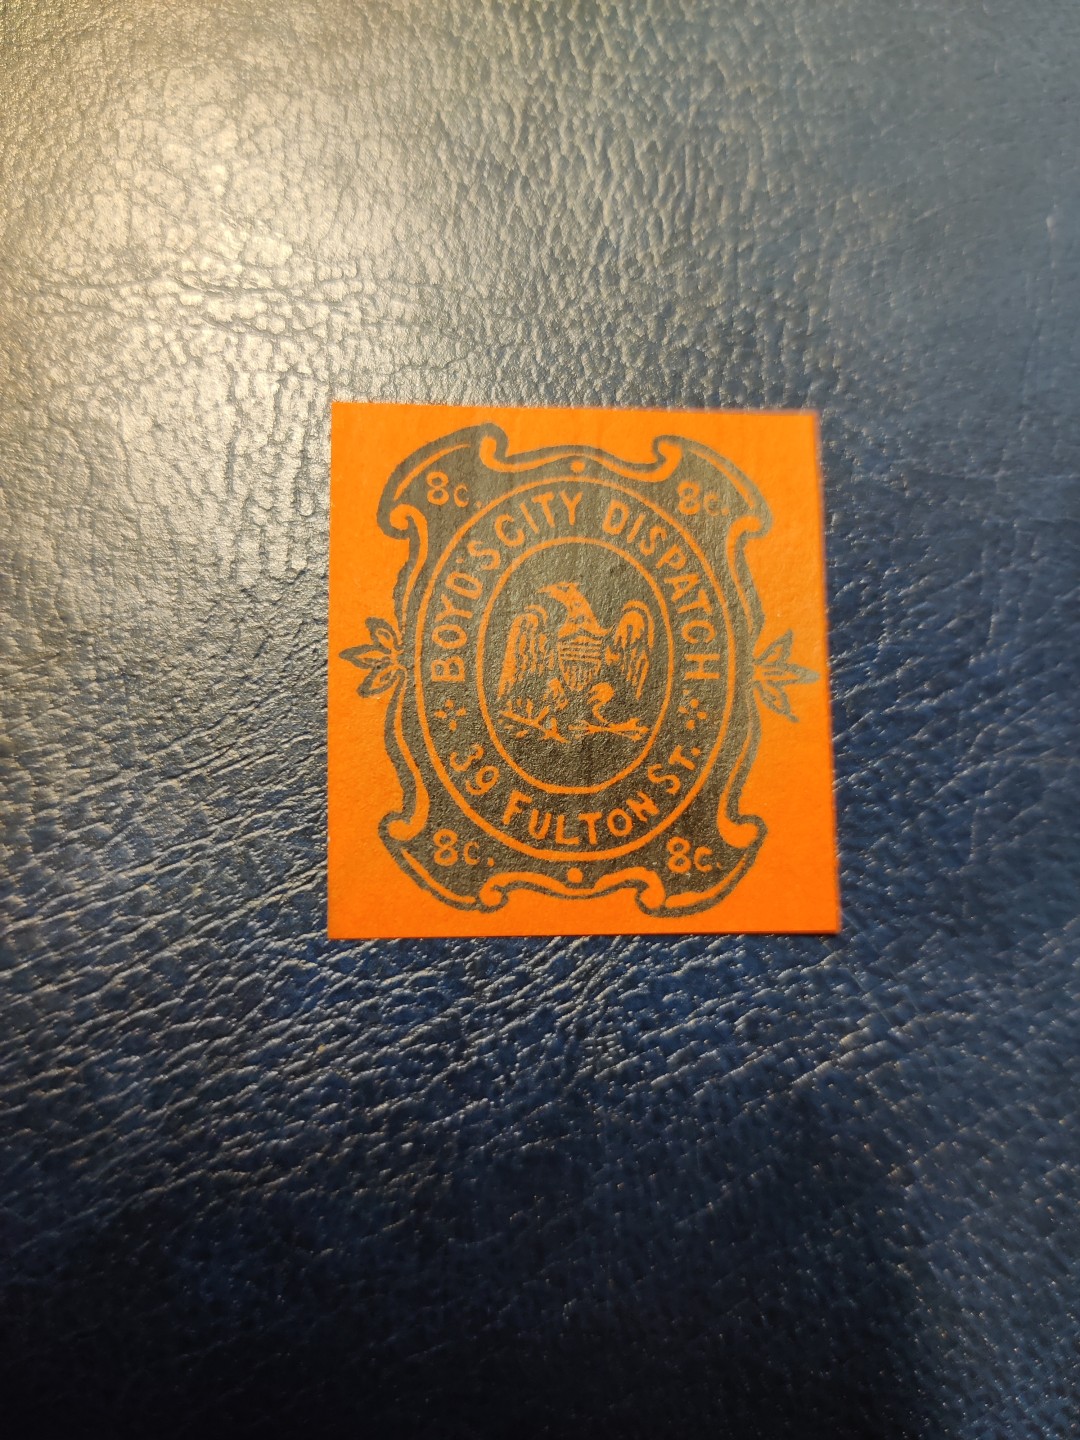 8c. 8c.
BOYD'S CITY DISPATCH
39 FULTON ST.
8c. 8c.